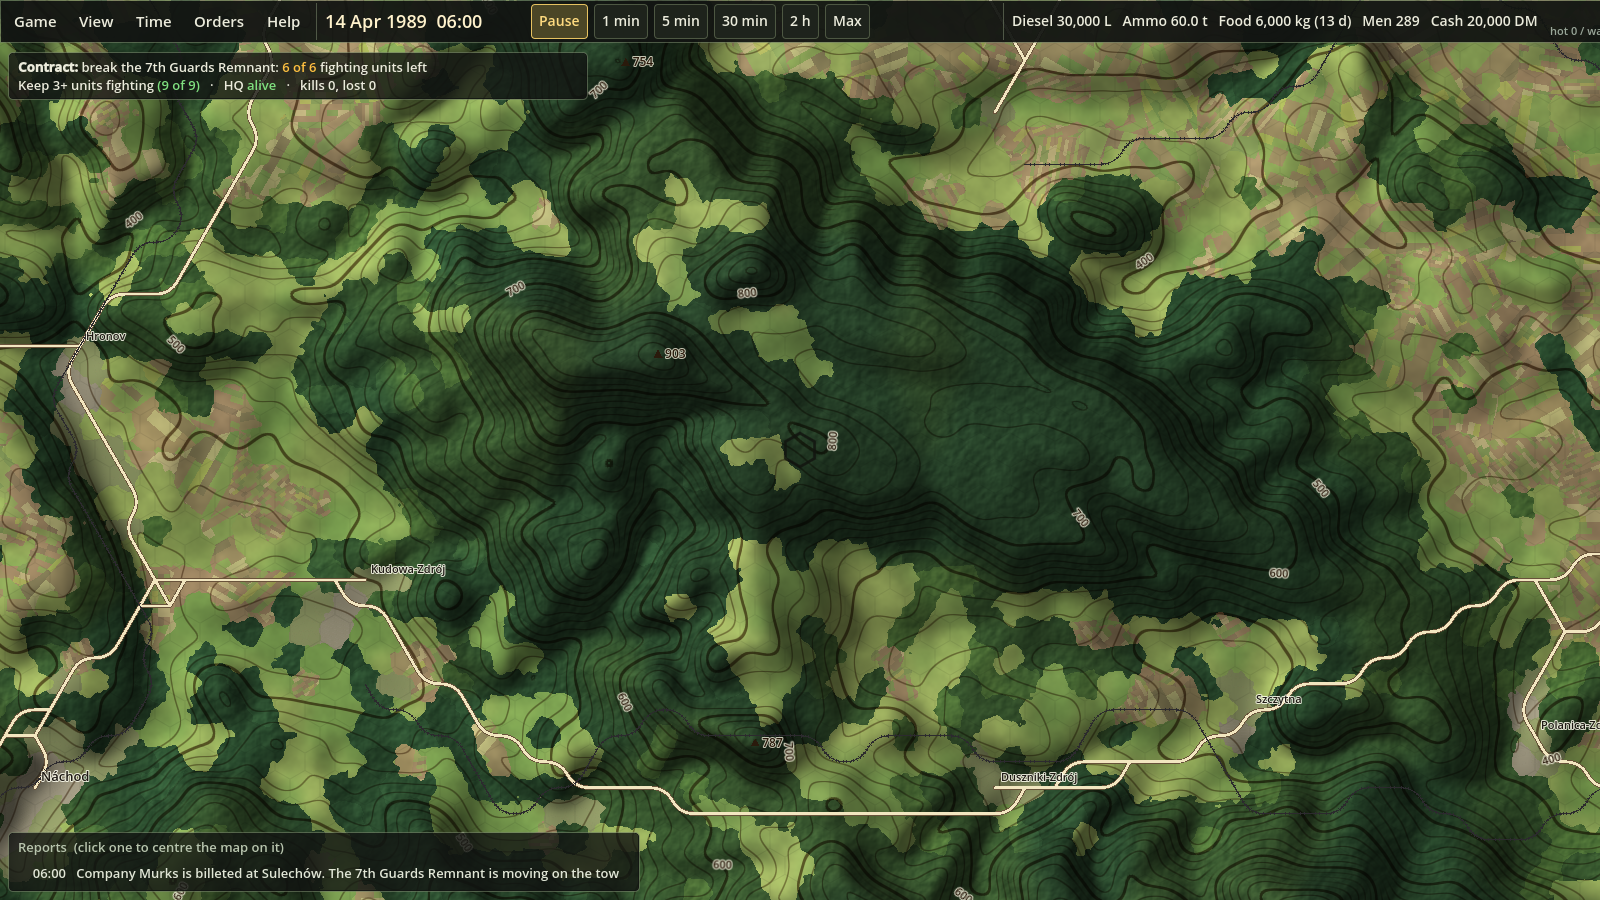 Game View Time Orders Help 14 Apr 1989 06:00 Pause 1 min 5 min 30 min 2 h Max Diesel 30,000 L Ammo 60.0 t Food 6,000 kg (13 d) Men 289 Cash 20,000 DM
hot 0 / wa
Contract: break the 7th Guards Remnant: 6 of 6 fighting units left
Keep 3+ units fighting (9 of 9) · HQ alive · kills 0, lost 0
754
700
400
400
700
800
Hronov
500
903
800
500
700
Kudowa-Zdrój
600
600
Szczytna
Polanica-Zd
787
700
400
Náchod
Duszniki-Zdrój
600
Reports (click one to centre the map on it)
06:00 Company Murks is billeted at Sulechów. The 7th Guards Remnant is moving on the tow